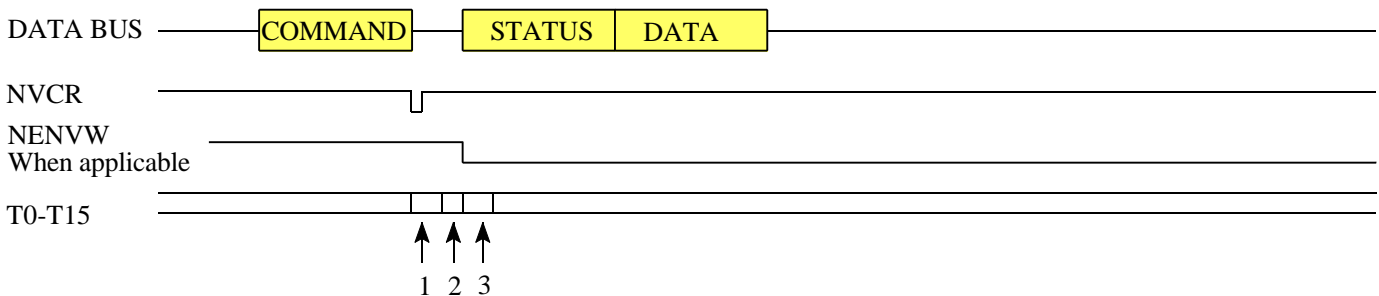 DATA BUS COMMAND STATUS DATA
NVCR
NENVW
When applicable
T0-T15
1 2 3